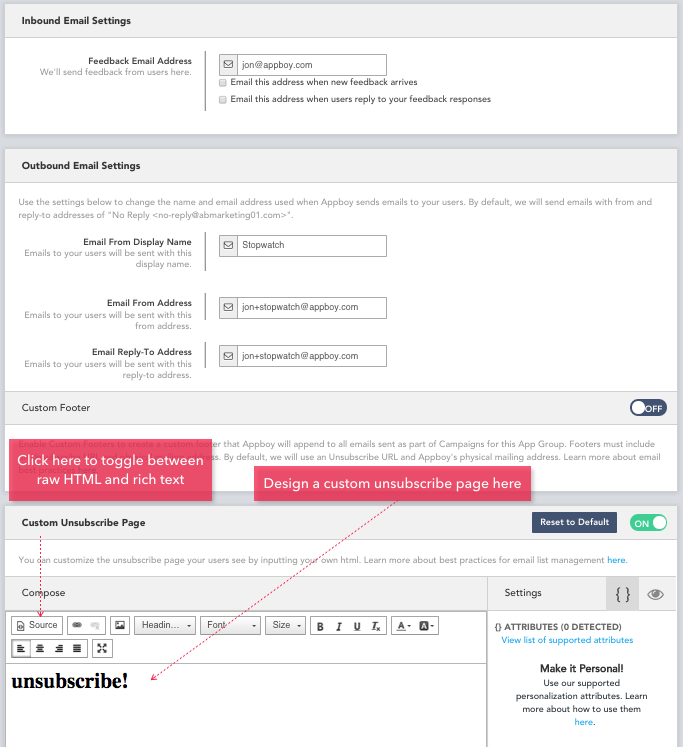 Inbound Email Settings
Feedback Email Address
We'll send feedback from users here.
jon@appboy.com
Email this address when new feedback arrives
Email this address when users reply to your feedback responses
Outbound Email Settings
Use the settings below to change the name and email address used when Appboy sends emails to your users. By default, we will send emails with from and
reply-to addresses of "No Reply <no-reply@abmarketing01.com>".
Email From Display Name
Emails to your users will be sent with this
display name.
Stopwatch
Email From Address
Emails to your users will be sent with this
from address.
jon+stopwatch@appboy.com
Email Reply-To Address
Emails to your users will be sent with this
reply-to address.
jon+stopwatch@appboy.com
Custom Footer
OFF
Enable Custom Footers to create a custom footer that Appboy will append to all emails sent as part of Campaigns for this App Group. Footers must include
address. By default, we will use an Unsubscribe URL and Appboy's physical mailing address. Learn more about email
best practices here.
Click here to toggle between
raw HTML and rich text
Design a custom unsubscribe page here
Custom Unsubscribe Page
Reset to Default
ON
You can customize the unsubscribe page your users see by inputting your own html. Learn more about best practices for email list management here.
Compose
Settings
{ }
Source
Headin...
Font
Size
B I U Ix
A
A
unsubscribe!
{} ATTRIBUTES (0 DETECTED)
View list of supported attributes
Make it Personal!
Use our supported
personalization attributes. Learn
more about how to use them
here.